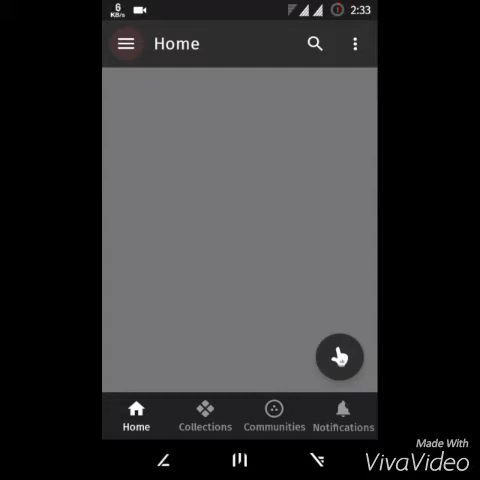 6
KB/s
2:33
Home
Home
Collections
Communities
Notifications
Made With
VivaVideo